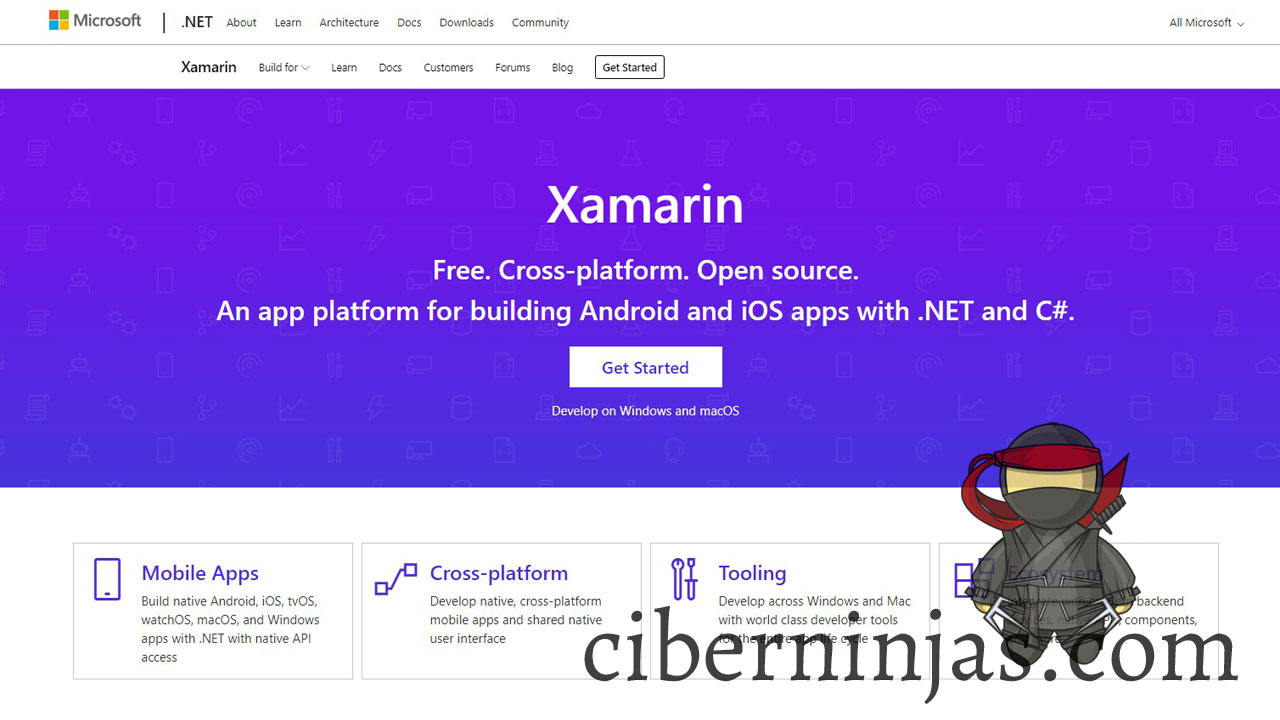 Microsoft | .NET About Learn Architecture Docs Downloads Community All Microsoft
Xamarin Build for Learn Docs Customers Forums Blog Get Started
Xamarin
Free. Cross-platform. Open source.
An app platform for building Android and iOS apps with .NET and C#.
Get Started
Develop on Windows and macOS
Mobile Apps
Build native Android, iOS, tvOS,
watchOS, macOS, and Windows
apps with .NET with native API
access
Cross-platform
Develop native, cross-platform
mobile apps and shared native
user interface
Tooling
Develop across Windows and Mac
with world class developer tools
for the entire app life cycle
Ecosystem
backend
components,
ciberninjas.com